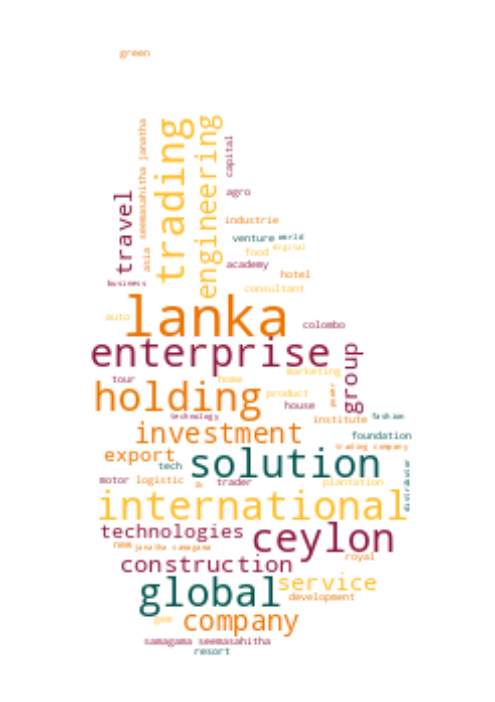 green
seemasahitha janatha
trading
engineering
capital
travel
agro
industrie
venture
world
asia
food
digital
academy
hotel
business
consultant
lanka
auto
colombo
enterprise
group
tour
home
marketing
holding
product
power
house
technology
institute
fashion
investment
foundation
trading company
export
tech
solution
distributor
motor
logistic
trader
plantation
international
technologies
ceylon
new
janatha samagama
royal
construction
global
service
development
gem
company
samagama seemasahitha
resort